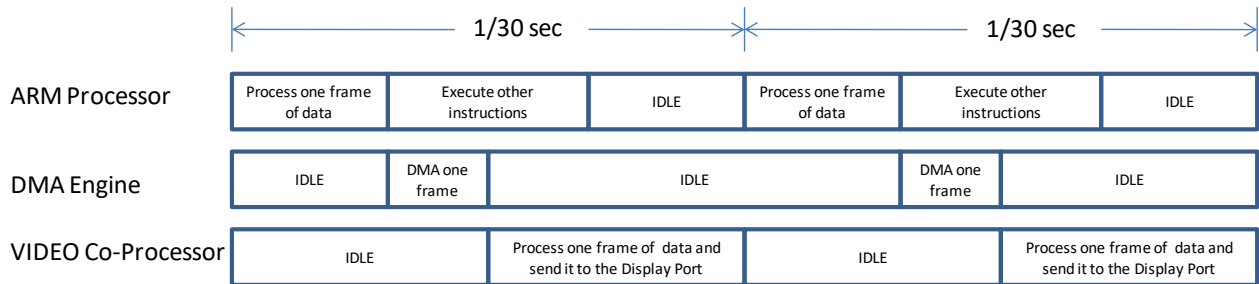 1/30 sec 1/30 sec
ARM Processor
Process one frame Execute other IDLE Process one frame Execute other IDLE
of data instructions of data instructions
DMA Engine
IDLE DMA one IDLE DMA one IDLE
frame frame
VIDEO Co-Processor
IDLE Process one frame of data and IDLE Process one frame of data and
send it to the Display Port send it to the Display Port